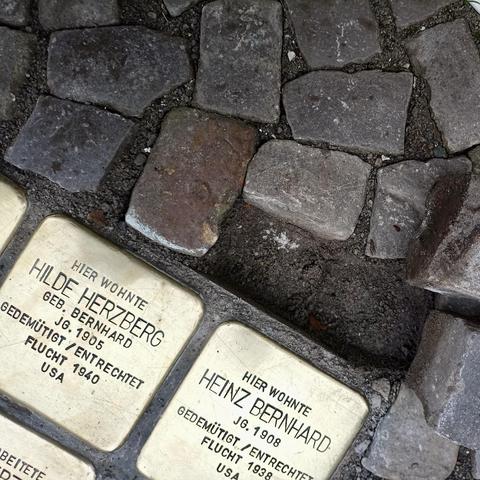 HIER WOHNTE
HILDE HERZBERG
GEB. BERNHARD
JG. 1905
GEDEMÜTIGT / ENTRECHTET
FLUCHT 1940
USA
HIER WOHNTE
HEINZ BERNHARD
JG. 1908
GEDEMÜTIGT / ENTRECHTET
FLUCHT 1938
USA